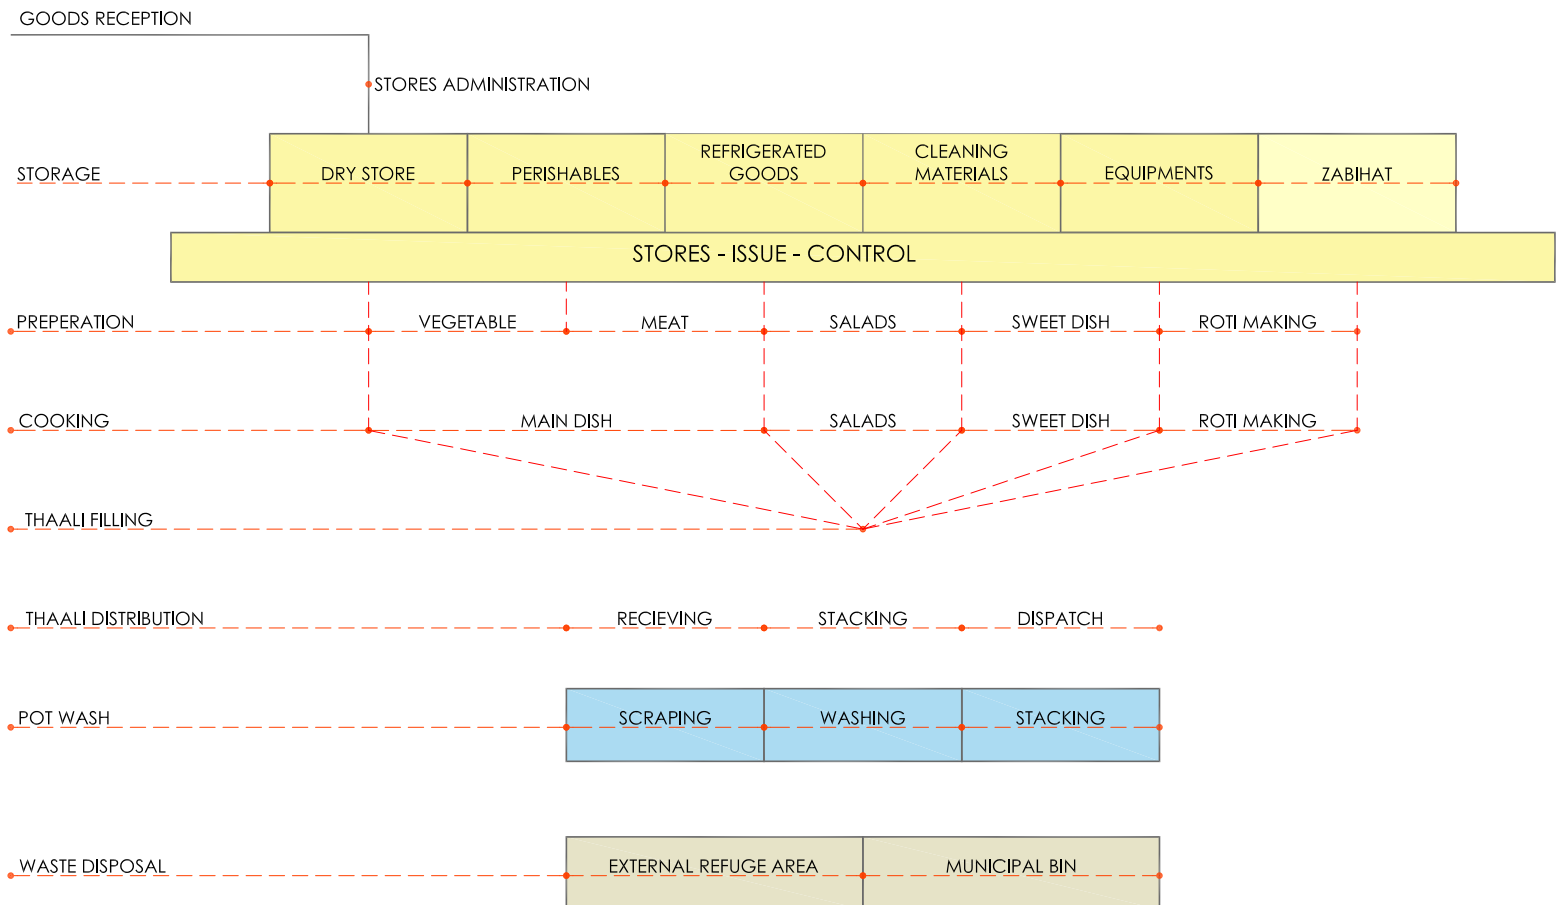 GOODS RECEPTION
STORES ADMINISTRATION
STORAGE
DRY STORE
PERISHABLES
REFRIGERATED
GOODS
CLEANING
MATERIALS
EQUIPMENTS
ZABIHAT
STORES - ISSUE - CONTROL
PREPERATION
VEGETABLE
MEAT
SALADS
SWEET DISH
ROTI MAKING
COOKING
MAIN DISH
SALADS
SWEET DISH
ROTI MAKING
THAALI FILLING
THAALI DISTRIBUTION
RECIEVING
STACKING
DISPATCH
POT WASH
SCRAPING
WASHING
STACKING
WASTE DISPOSAL
EXTERNAL REFUGE AREA
MUNICIPAL BIN